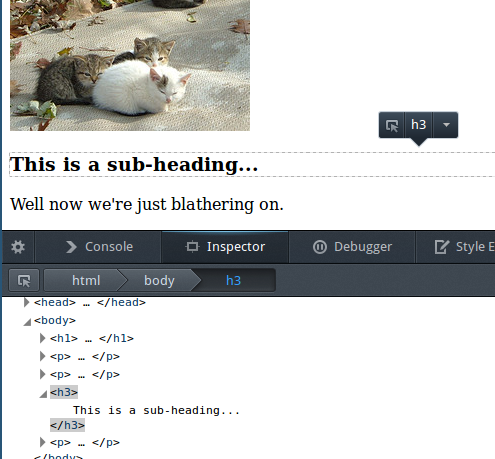 h3
This is a sub-heading...
Well now we're just blathering on.
Console Inspector Debugger Style E
html body h3
<head> … </head>
<body>
<h1> … </h1>
<p> … </p>
<p> … </p>
<h3>
This is a sub-heading...
</h3>
<p> … </p>
</body>